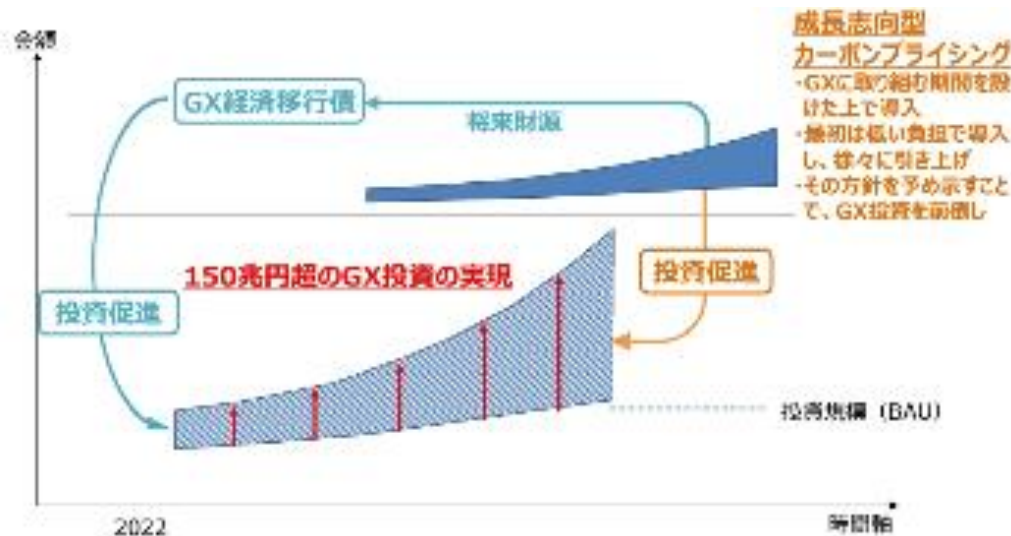 金額
成長志向型
カーボンプライシング
・GXに取り組む期間を設
けた上で導入
・最初は低い負担で導入
し、徐々に引き上げ
・その方針を予め示すこと
で、GX投資を前倒し
GX経済移行債
将来財源
150兆円超のGX投資の実現
投資促進
投資促進
投資規模（BAU）
2022
時間軸